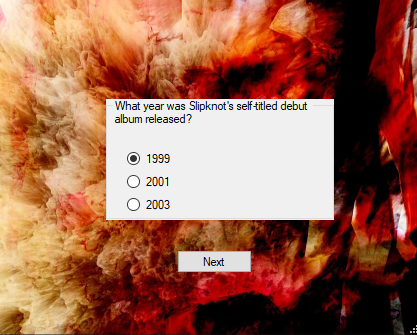 What year was Slipknot's self-titled debut
album released?
1999
2001
2003
Next